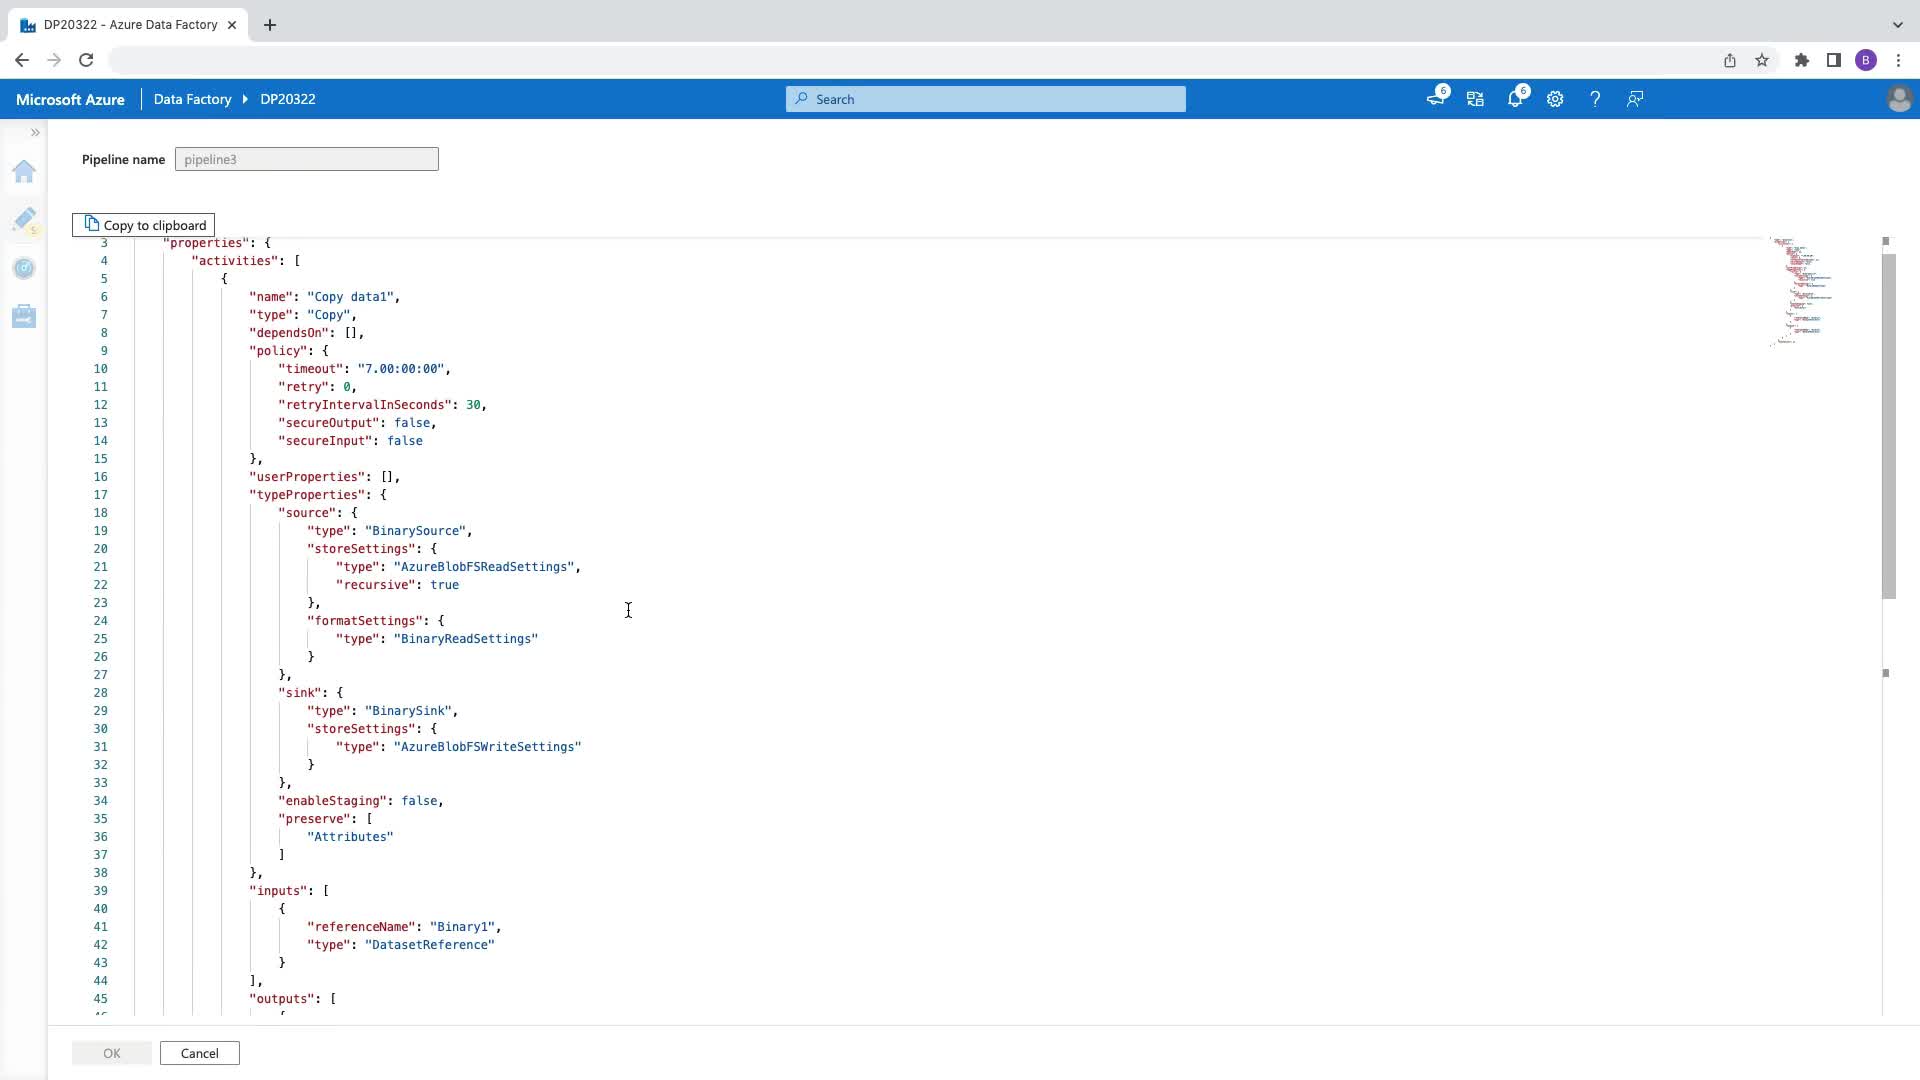 DP20322 - Azure Data Factory
B
Microsoft Azure
Data Factory
DP20322
Search
6
6
Pipeline name
pipeline3
S
Copy to clipboard
3 "properties": {
4 "activities": [
5 {
6 "name": "Copy data1",
7 "type": "Copy",
8 "dependsOn": [],
9 "policy": {
10 "timeout": "7.00:00:00",
11 "retry": 0,
12 "retryIntervalInSeconds": 30,
13 "secureOutput": false,
14 "secureInput": false
15 },
16 "userProperties": [],
17 "typeProperties": {
18 "source": {
19 "type": "BinarySource",
20 "storeSettings": {
21 "type": "AzureBlobFSReadSettings",
22 "recursive": true
23 },
24 "formatSettings": {
25 "type": "BinaryReadSettings"
26 }
27 },
28 "sink": {
29 "type": "BinarySink",
30 "storeSettings": {
31 "type": "AzureBlobFSWriteSettings"
32 }
33 },
34 "enableStaging": false,
35 "preserve": [
36 "Attributes"
37 ]
38 },
39 "inputs": [
40 {
41 "referenceName": "Binary1",
42 "type": "DatasetReference"
43 }
44 ],
45 "outputs": [
OK
Cancel